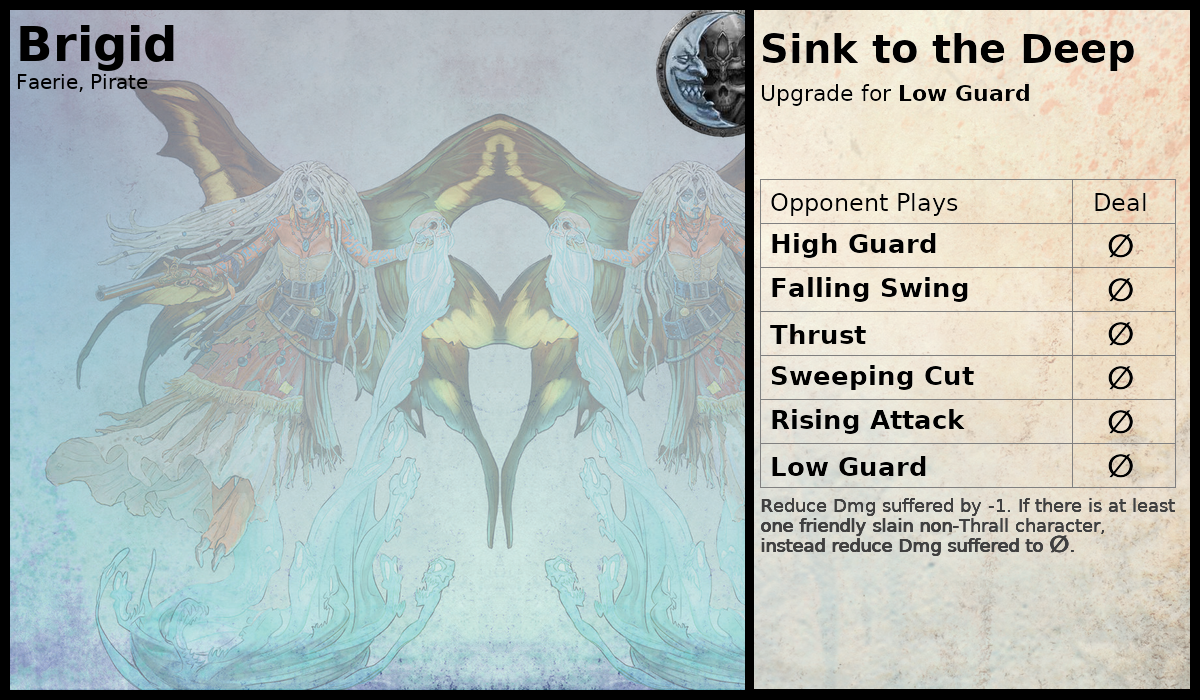 Brigid
Faerie, Pirate
Sink to the Deep
Upgrade for Low Guard
Opponent Plays Deal
High Guard ∅
Falling Swing ∅
Thrust ∅
Sweeping Cut ∅
Rising Attack ∅
Low Guard ∅
Reduce Dmg suffered by -1. If there is at least
one friendly slain non-Thrall character,
instead reduce Dmg suffered to ∅.